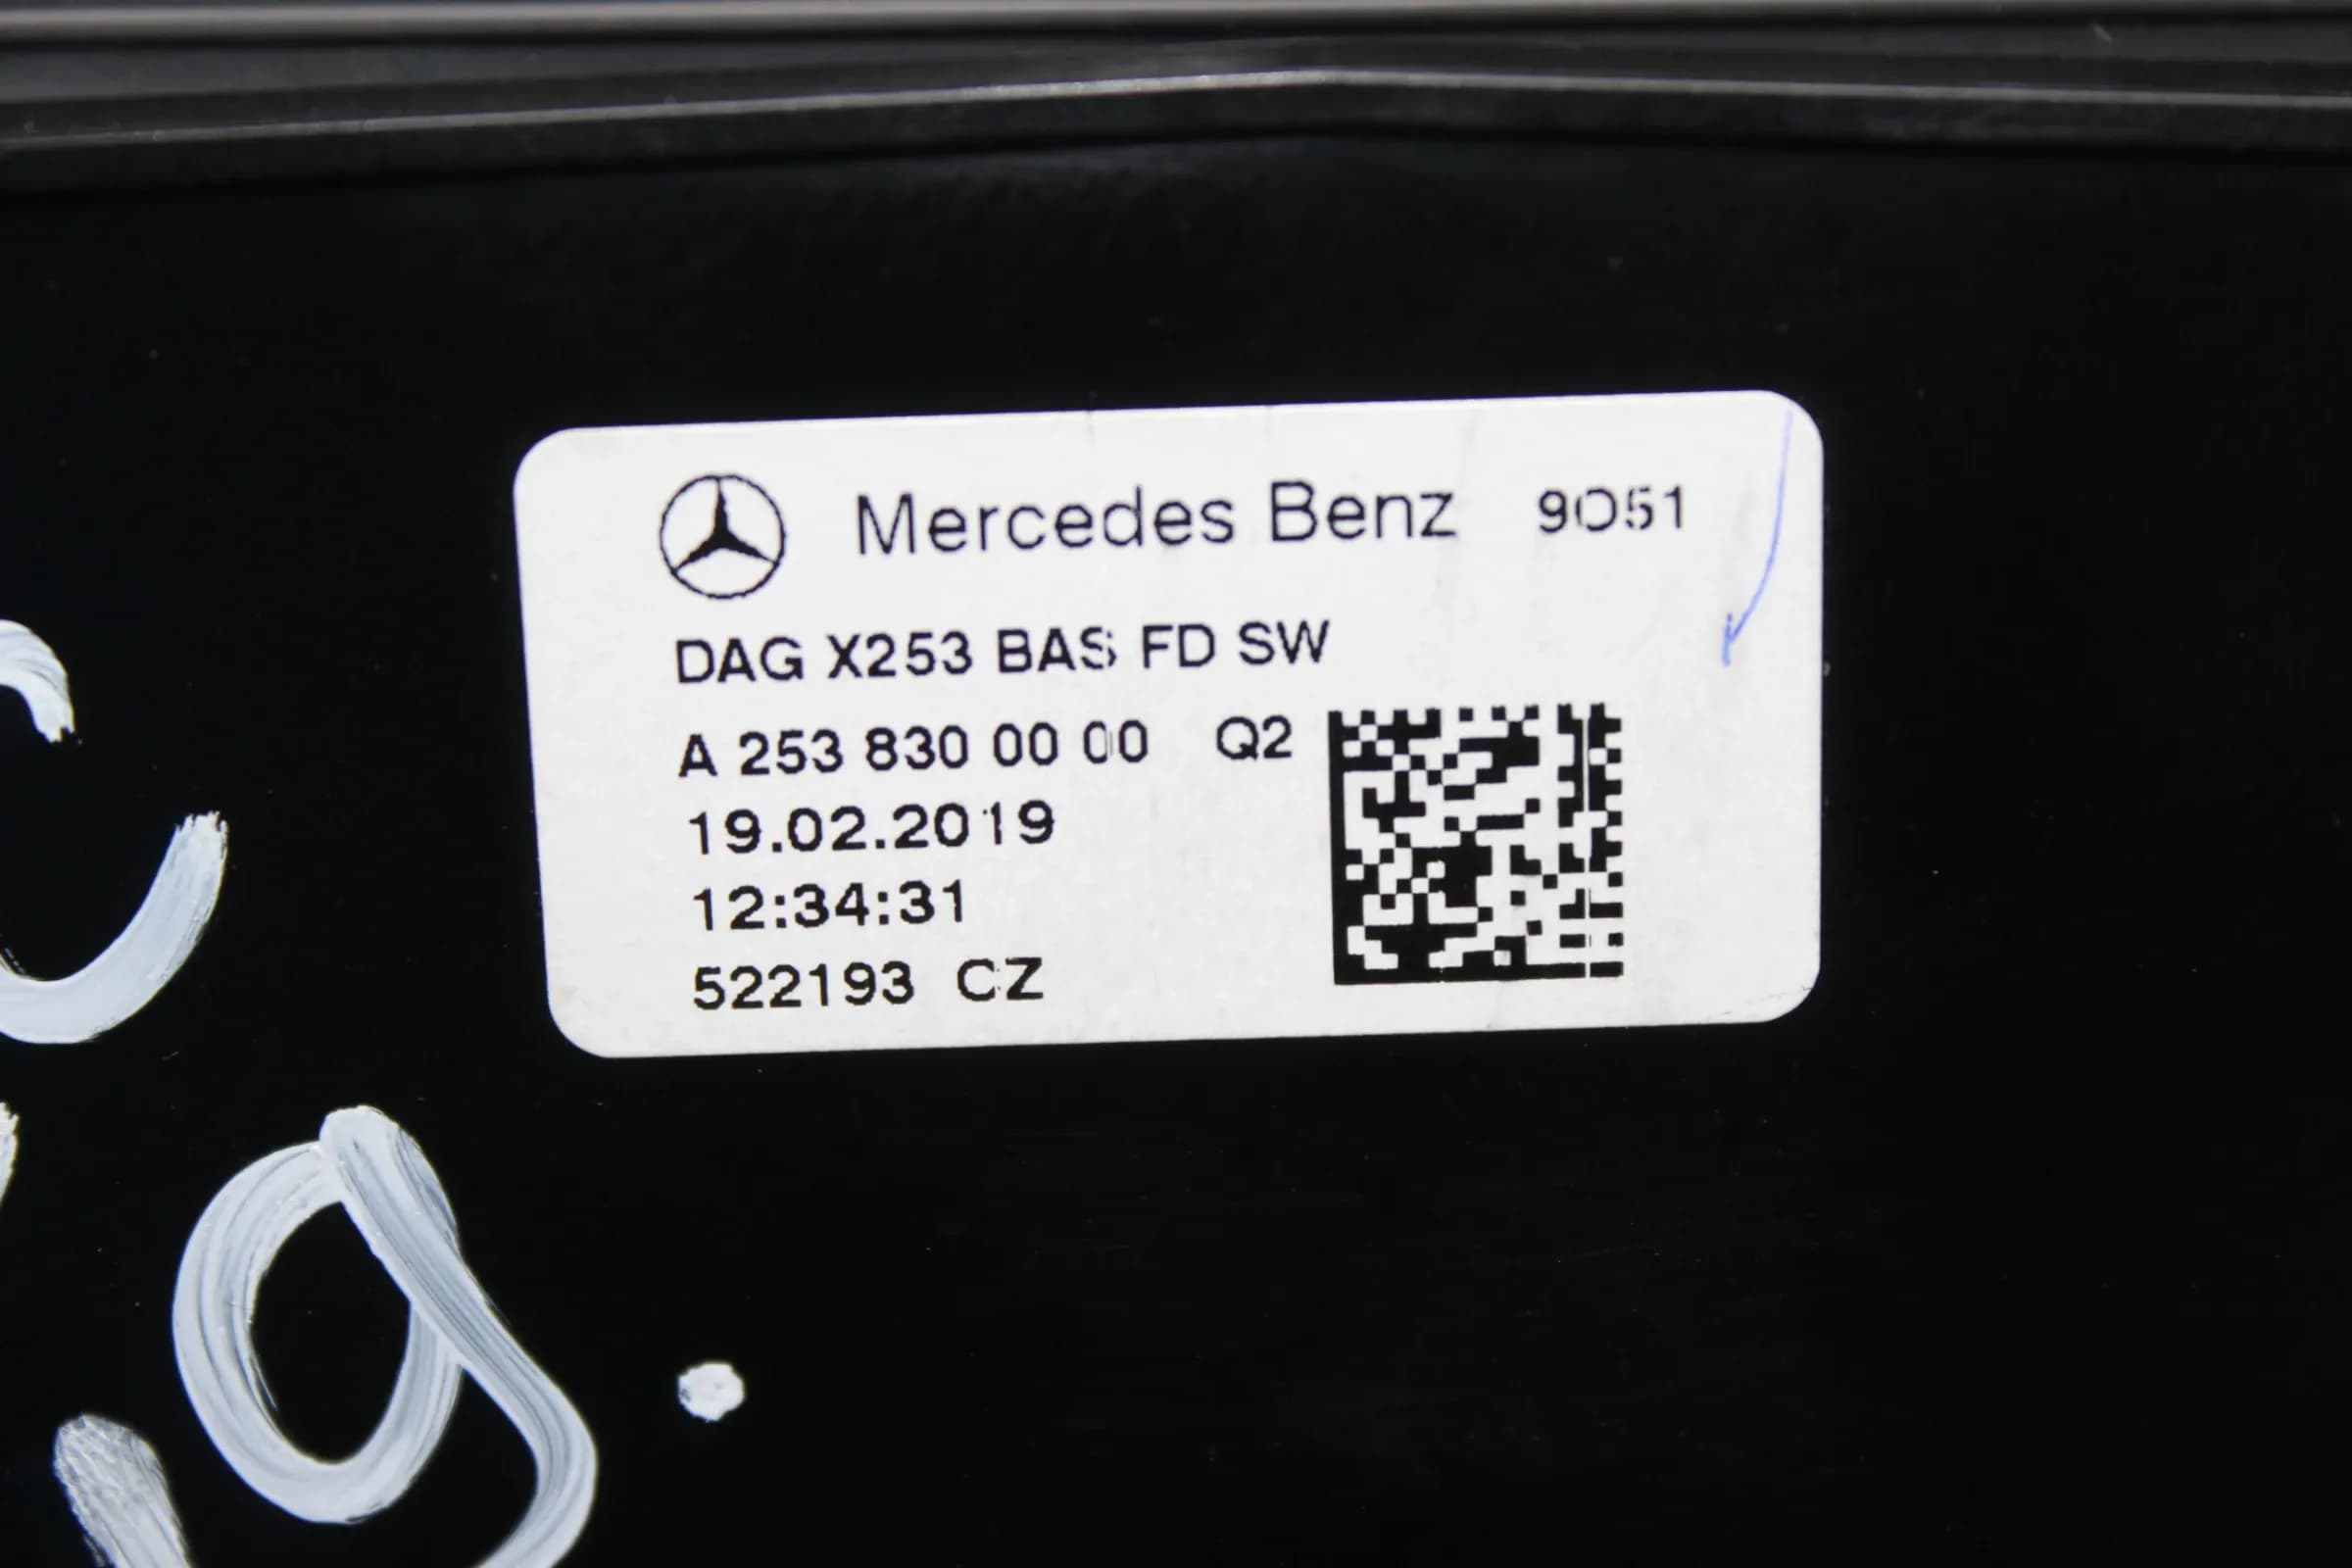 Mercedes Benz 9051
DAG X253 BAS FD SW
A 253 830 00 00 Q2
19.02.2019
12:34:31
522193 CZ